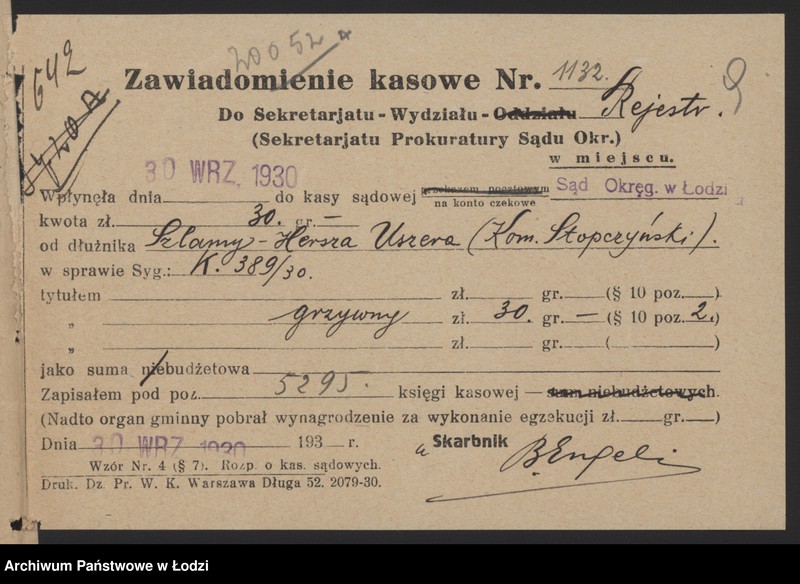 20052
642
Zawiadomienie kasowe Nr. 1132.
Do Sekretarjatu-Wydziału-Oddziału Rejestr.
(Sekretarjatu Prokuratury Sądu Okr.)
w miejscu.
30 WRZ. 1930
Wpłynęła dnia do kasy sądowej przekazem pocztowym
na konto czekowe
Sąd Okręg. w Łodzi
kwota zł. 30. gr. —
od dłużnika Szlamy-Hersza Uszera (Kom. Stopczyński).
w sprawie Syg.: K. 389/30.
tytułem zł. gr. (§ 10 poz. )
„ grzywny zł. 30. gr. — (§ 10 poz. 2.)
„ zł. gr. ( )
jako suma niebudżetowa
Zapisałem pod poz. 5295. księgi kasowej — sum niebudżetowych.
(Nadto organ gminny pobrał wynagrodzenie za wykonanie egzekucji zł. gr. )
Dnia 30 WRZ. 1930 193 r.
Skarbnik
B. Engeli
Wzór Nr. 4 (§ 7). Rozp. o kas. sądowych.
Druk. Dz. Pr. W. K. Warszawa Długa 52. 2079-30.
Archiwum Państwowe w Łodzi